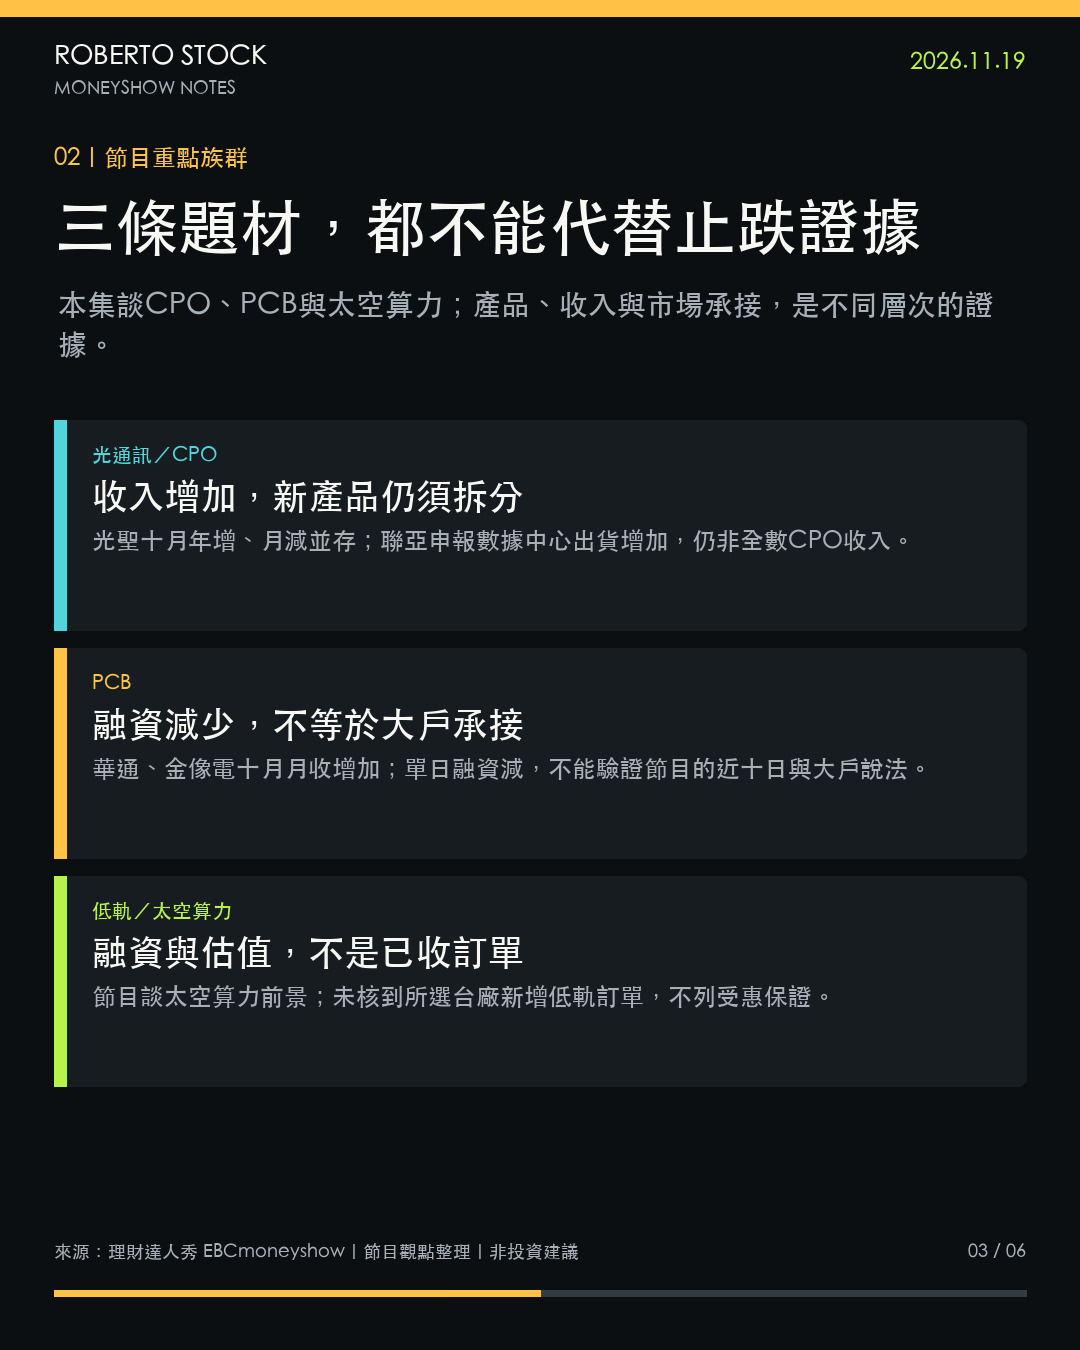 ROBERTO STOCK
MONEYSHOW NOTES
2026.11.19
02｜節目重點族群
三條題材，都不能代替止跌證據
本集談CPO、PCB與太空算力；產品、收入與市場承接，是不同層次的證
據。
光通訊／CPO
收入增加，新產品仍須拆分
光聖十月年增、月減並存；聯亞申報數據中心出貨增加，仍非全數CPO收入。
PCB
融資減少，不等於大戶承接
華通、金像電十月月收增加；單日融資減，不能驗證節目的近十日與大戶說法。
低軌／太空算力
融資與估值，不是已收訂單
節目談太空算力前景；未核到所選台廠新增低軌訂單，不列受惠保證。
來源：理財達人秀 EBCmoneyshow｜節目觀點整理｜非投資建議
03 / 06